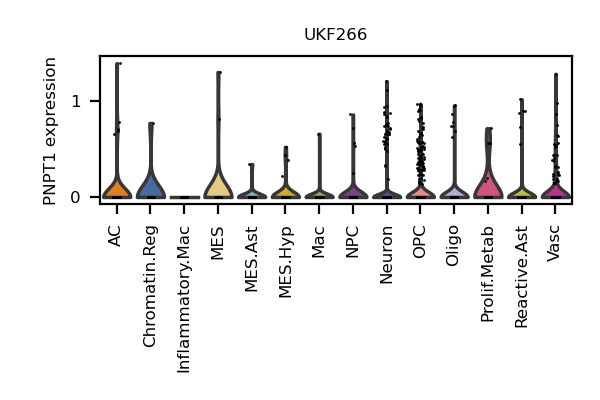 UKF266
PNPT1 expression
1
0
AC
Chromatin.Reg
Inflammatory.Mac
MES
MES.Ast
MES.Hyp
Mac
NPC
Neuron
OPC
Oligo
Prolif.Metab
Reactive.Ast
Vasc